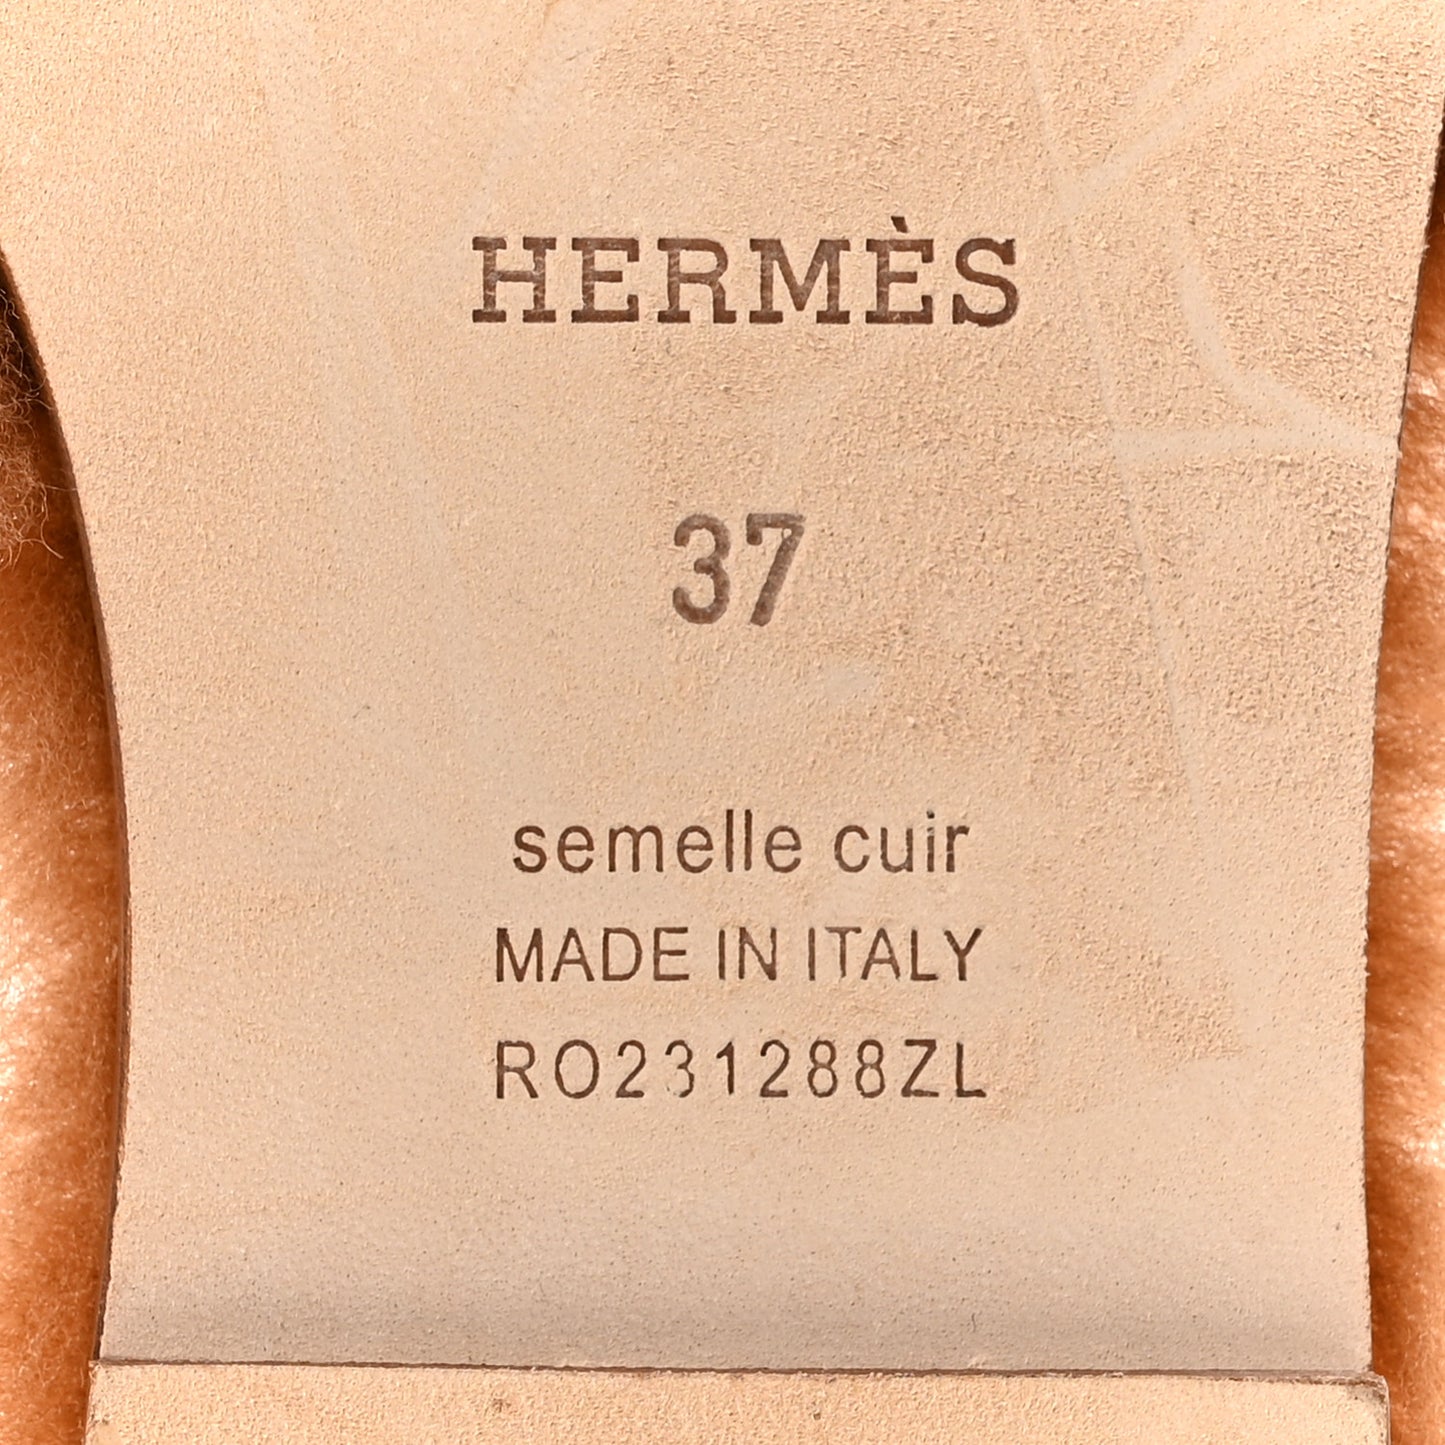 HERMÈS
37
semelle cuir
MADE IN ITALY
RO231288ZL